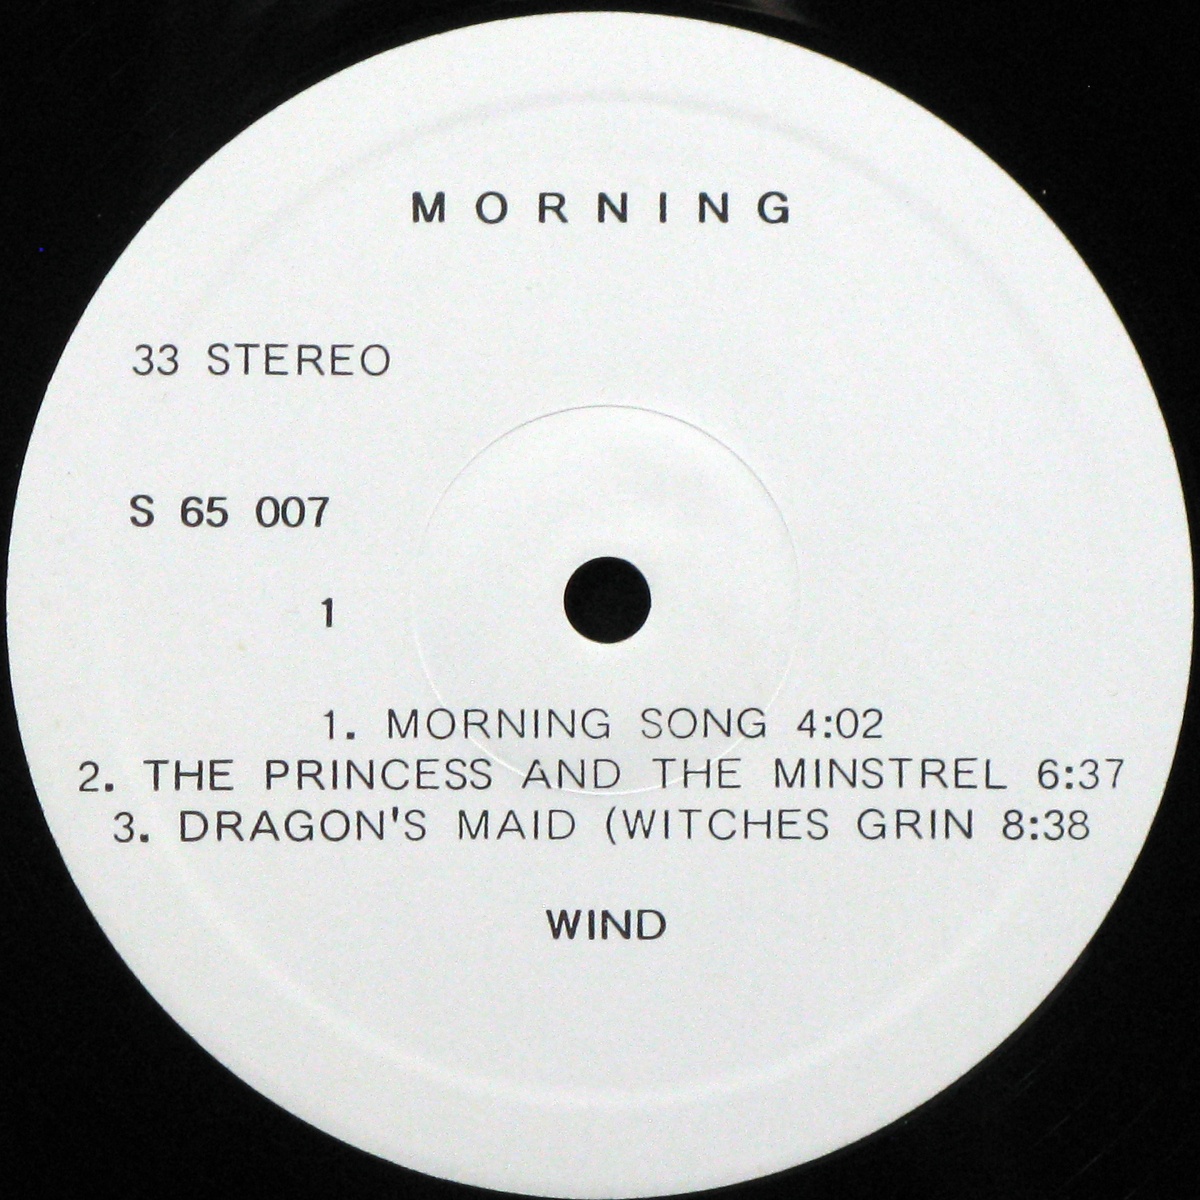 MORNING
33 STEREO
S 65 007
1
1. MORNING SONG 4:02
2. THE PRINCESS AND THE MINSTREL 6:37
3. DRAGON'S MAID (WITCHES GRIN 8:38
WIND